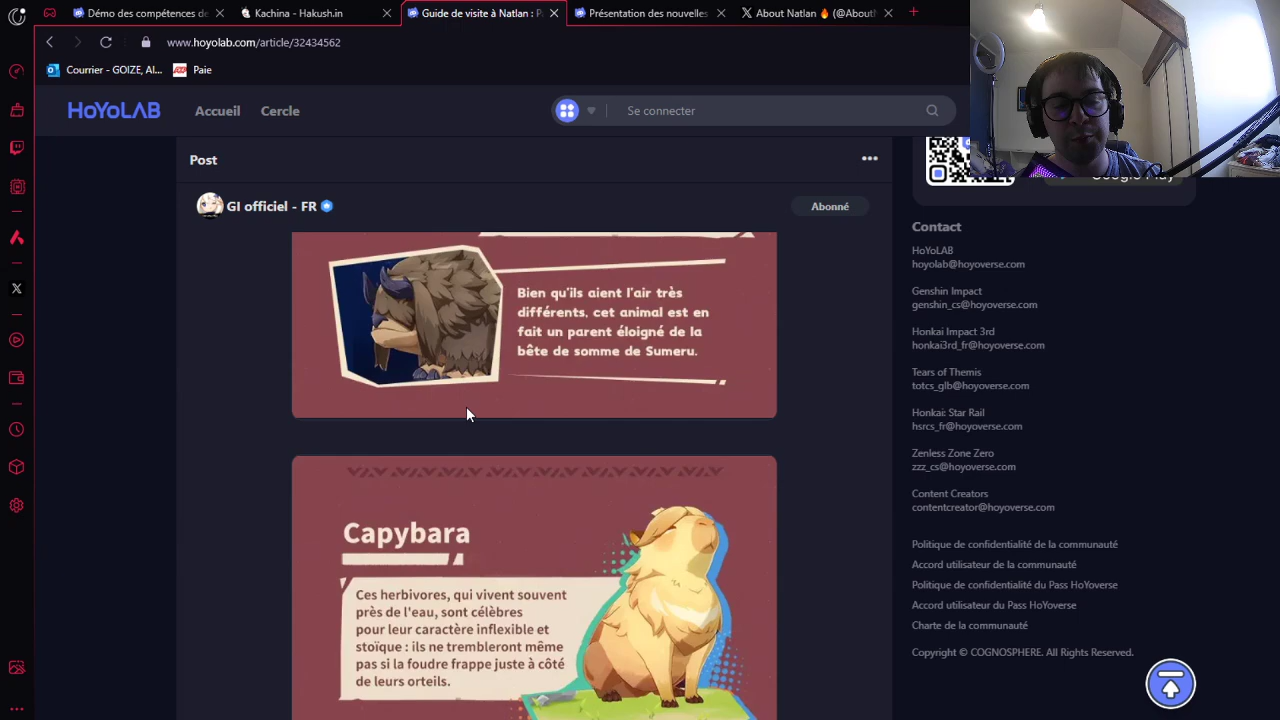 Démo des compétences de
Kachina - Hakush.in
Guide de visite à Natlan : P
Présentation des nouvelles
About Natlan 🔥 (@AboutN
www.hoyolab.com/article/32434562
Courrier - GOIZE, Al...
Paie
HoYoLAB
Accueil
Cercle
Se connecter
Post
GI officiel - FR
Abonné
Bien qu'ils aient l'air très
différents, cet animal est en
fait un parent éloigné de la
bête de somme de Sumeru.
Capybara
Ces herbivores, qui vivent souvent
près de l'eau, sont célèbres
pour leur caractère inflexible et
stoïque : ils ne trembleront même
pas si la foudre frappe juste à côté
de leurs orteils.
Google Play
Contact
HoYoLAB
hoyolab@hoyoverse.com
Genshin Impact
genshin_cs@hoyoverse.com
Honkai Impact 3rd
honkai3rd_fr@hoyoverse.com
Tears of Themis
totcs_glb@hoyoverse.com
Honkai: Star Rail
hsrcs_fr@hoyoverse.com
Zenless Zone Zero
zzz_cs@hoyoverse.com
Content Creators
contentcreator@hoyoverse.com
Politique de confidentialité de la communauté
Accord utilisateur de la communauté
Politique de confidentialité du Pass HoYoverse
Accord utilisateur du Pass HoYoverse
Charte de la communauté
Copyright © COGNOSPHERE. All Rights Reserved.